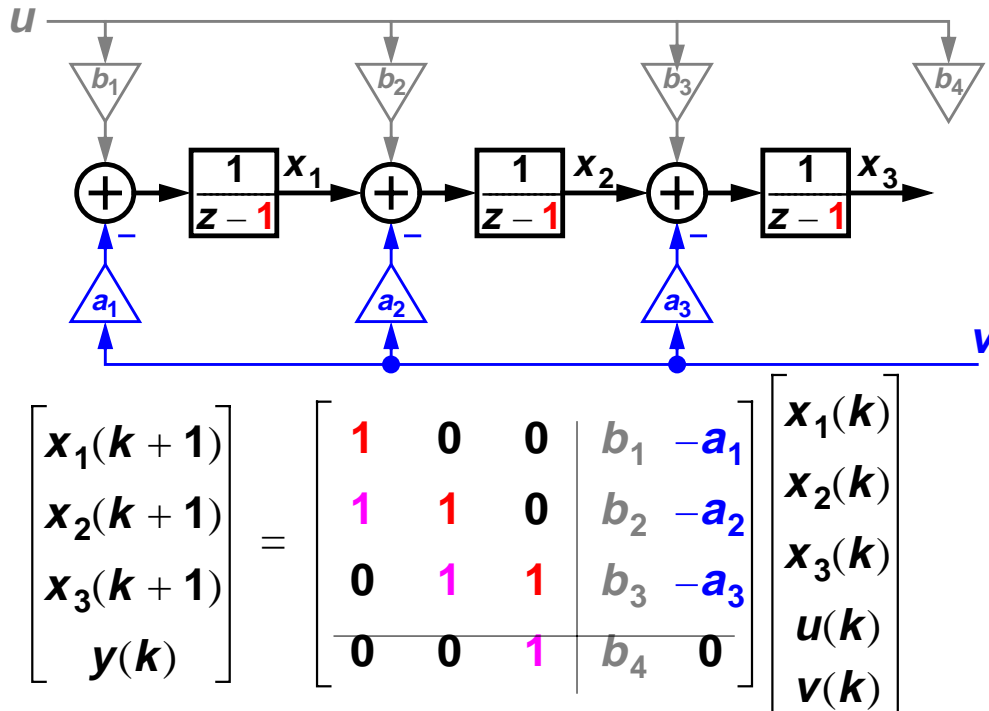 u
b1 b2 b3 b4
1 x1 1 x2 1 x3
+ + +
z – 1 z – 1 z – 1
– – –
a1 a2 a3
v
x1(k + 1) 1 0 0 b1 –a1 x1(k)
x2(k + 1) 1 1 0 b2 –a2 x2(k)
=
x3(k + 1) 0 1 1 b3 –a3 x3(k)
y(k) 0 0 1 b4 0 u(k)
v(k)